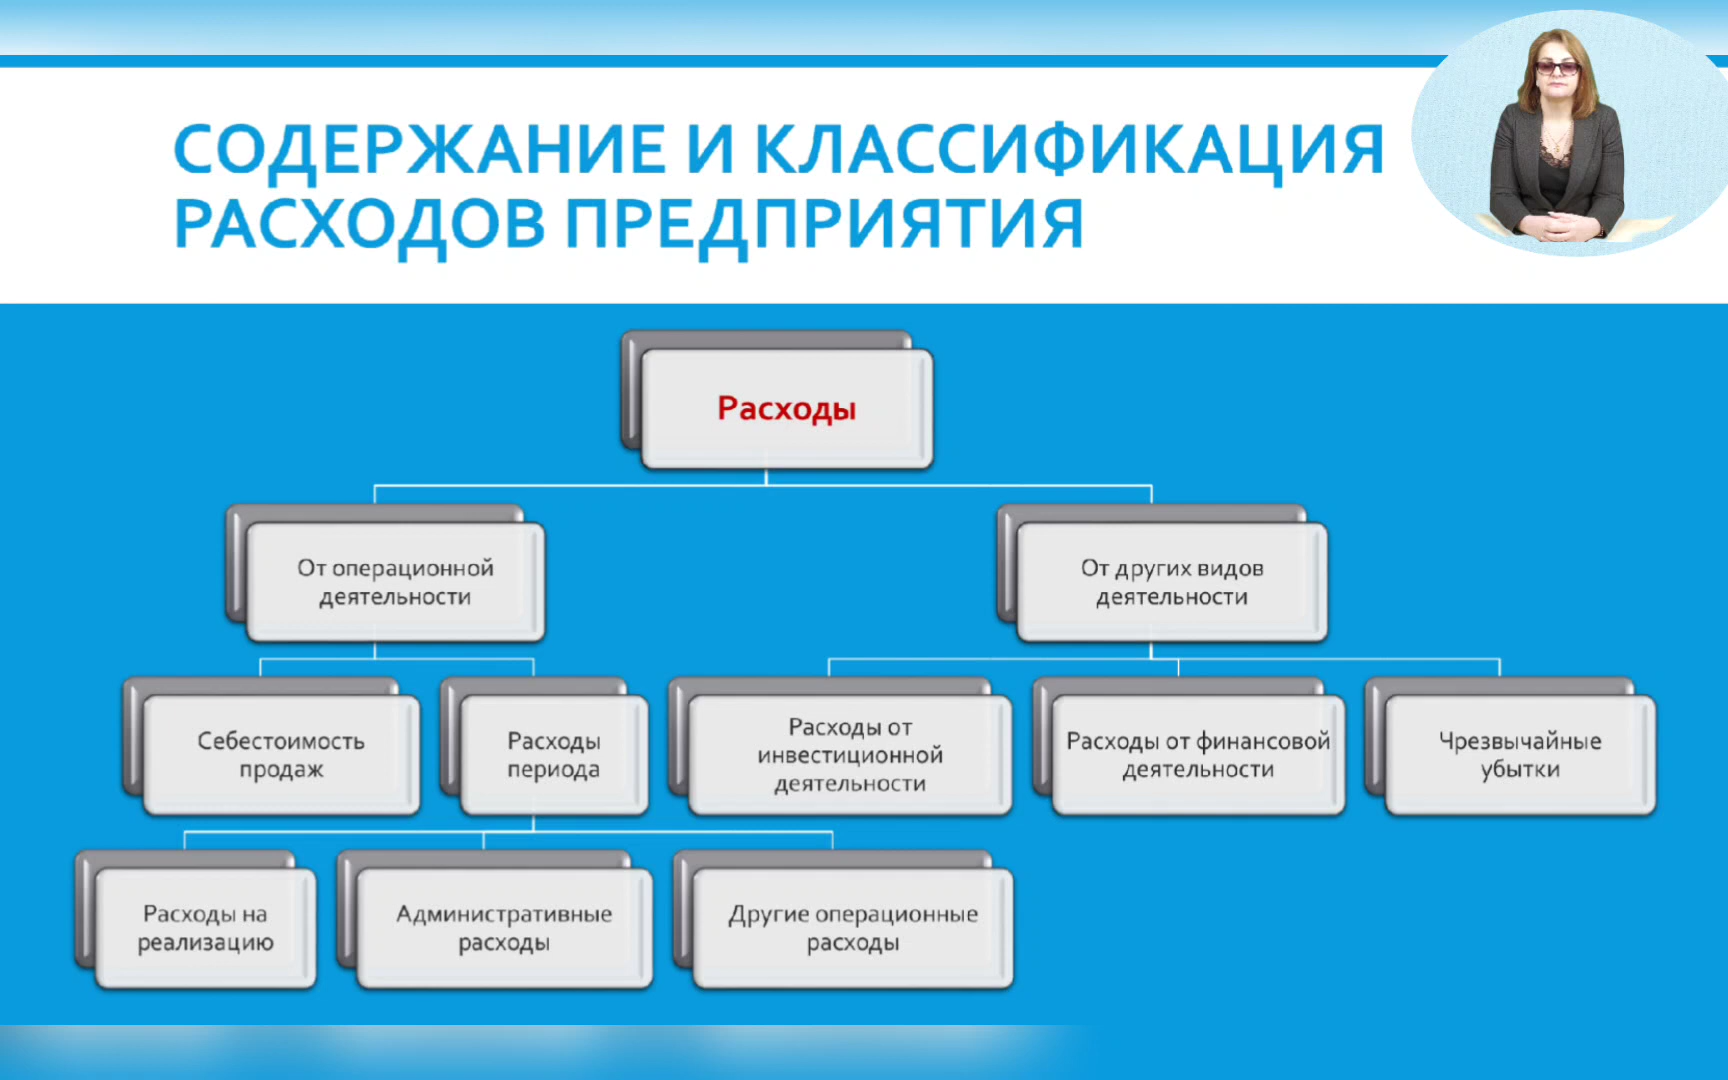 СОДЕРЖАНИЕ И КЛАССИФИКАЦИЯ
РАСХОДОВ ПРЕДПРИЯТИЯ
Расходы
От операционной
деятельности
От других видов
деятельности
Себестоимость
продаж
Расходы
периода
Расходы от
инвестиционной
деятельности
Расходы от финансовой
деятельности
Чрезвычайные
убытки
Расходы на
реализацию
Административные
расходы
Другие операционные
расходы